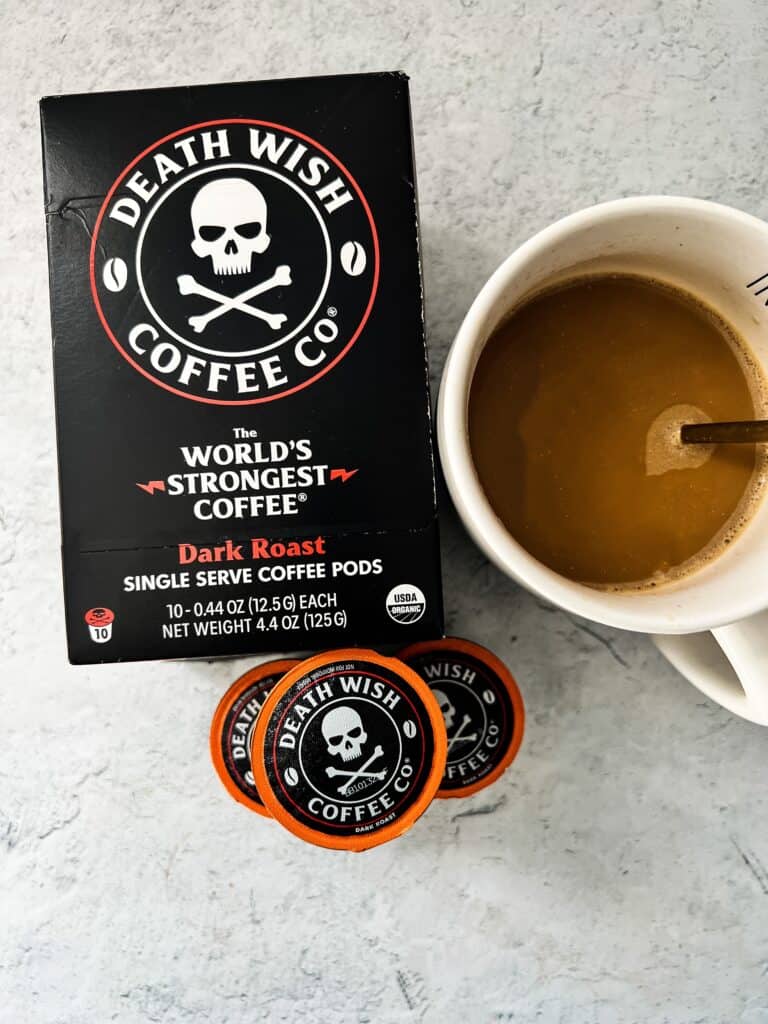 DEATH WISH
COFFEE CO®
The
WORLD'S
STRONGEST
COFFEE®
Dark Roast
SINGLE SERVE COFFEE PODS
10 - 0.44 OZ (12.5 G) EACH
NET WEIGHT 4.4 OZ (125 G)
10
USDA
ORGANIC
DEATH WISH
COFFEE CO®
DARK ROAST
DEATH
WISH
COFFEE CO